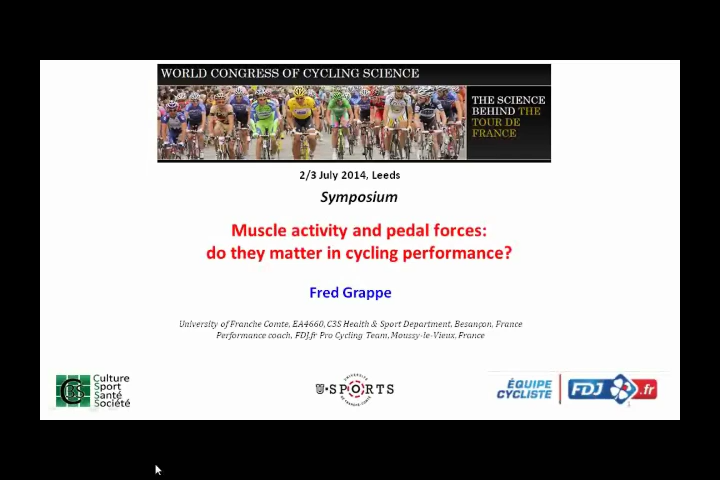 WORLD CONGRESS OF CYCLING SCIENCE
THE SCIENCE
BEHIND THE
TOUR DE
FRANCE
2/3 July 2014, Leeds
Symposium
Muscle activity and pedal forces:
do they matter in cycling performance?
Fred Grappe
University of Franche Comte, EA4660, C3S Health & Sport Department, Besançon, France
Performance coach, FDJ.fr Pro Cycling Team, Moussy-le-Vieux, France
Culture
Sport
Santé
Société
U-SPORTS
ÉQUIPE
CYCLISTE
FDJ .fr